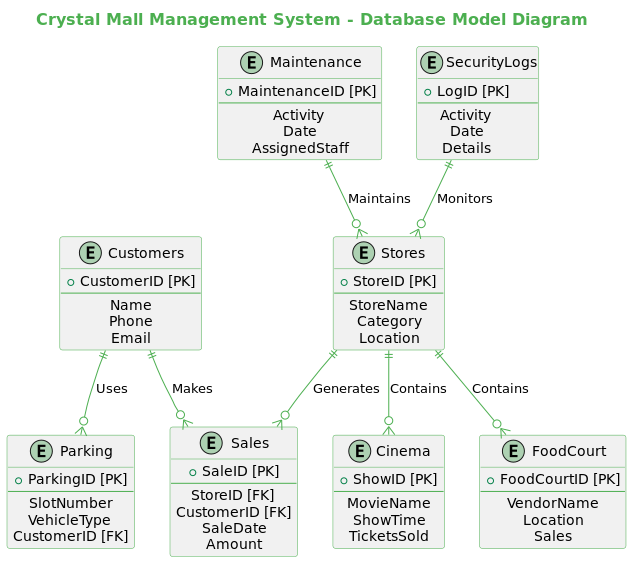 Crystal Mall Management System - Database Model Diagram
E Maintenance
MaintenanceID [PK]
Activity
Date
AssignedStaff
E SecurityLogs
LogID [PK]
Activity
Date
Details
Maintains
Monitors
E Customers
CustomerID [PK]
Name
Phone
Email
E Stores
StoreID [PK]
StoreName
Category
Location
Uses
Makes
Generates
Contains
Contains
E Parking
ParkingID [PK]
SlotNumber
VehicleType
CustomerID [FK]
E Sales
SaleID [PK]
StoreID [FK]
CustomerID [FK]
SaleDate
Amount
E Cinema
ShowID [PK]
MovieName
ShowTime
TicketsSold
E FoodCourt
FoodCourtID [PK]
VendorName
Location
Sales